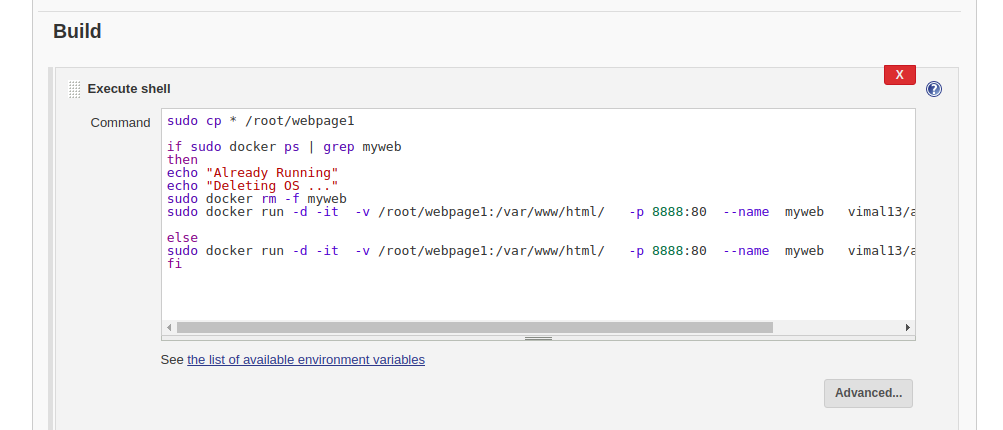 Build
X
Execute shell
Command
sudo cp * /root/webpage1
if sudo docker ps | grep myweb
then
echo "Already Running"
echo "Deleting OS ..."
sudo docker rm -f myweb
sudo docker run -d -it -v /root/webpage1:/var/www/html/ -p 8888:80 --name myweb vimal13/a
else
sudo docker run -d -it -v /root/webpage1:/var/www/html/ -p 8888:80 --name myweb vimal13/a
fi
See the list of available environment variables
Advanced...